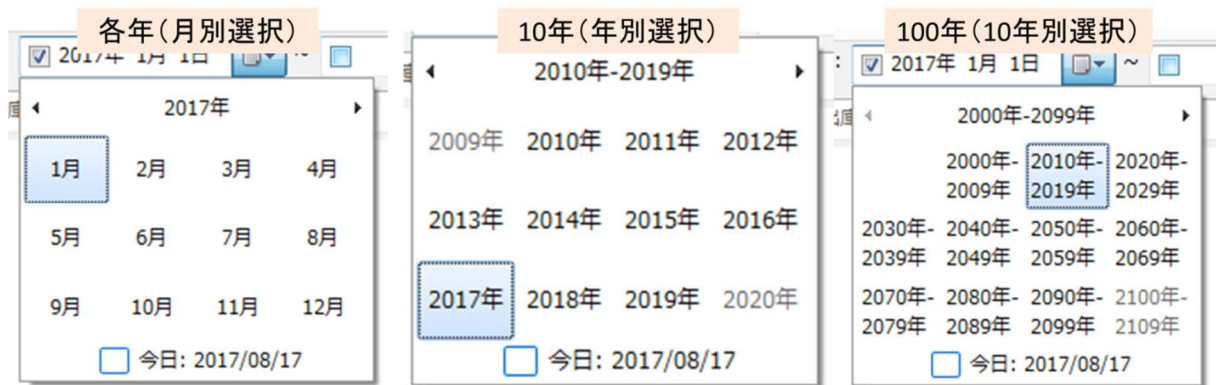 各年（月別選択）
2017年 1月 1日 ~
2017年
1月 2月 3月 4月
5月 6月 7月 8月
9月 10月 11月 12月
今日: 2017/08/17
10年（年別選択）
2010年-2019年
2009年 2010年 2011年 2012年
2013年 2014年 2015年 2016年
2017年 2018年 2019年 2020年
今日: 2017/08/17
100年（10年別選択）
: 2017年 1月 1日 ~
2000年-2099年
2000年- 2010年- 2020年-
2009年 2019年 2029年
2030年- 2040年- 2050年- 2060年-
2039年 2049年 2059年 2069年
2070年- 2080年- 2090年- 2100年-
2079年 2089年 2099年 2109年
今日: 2017/08/17